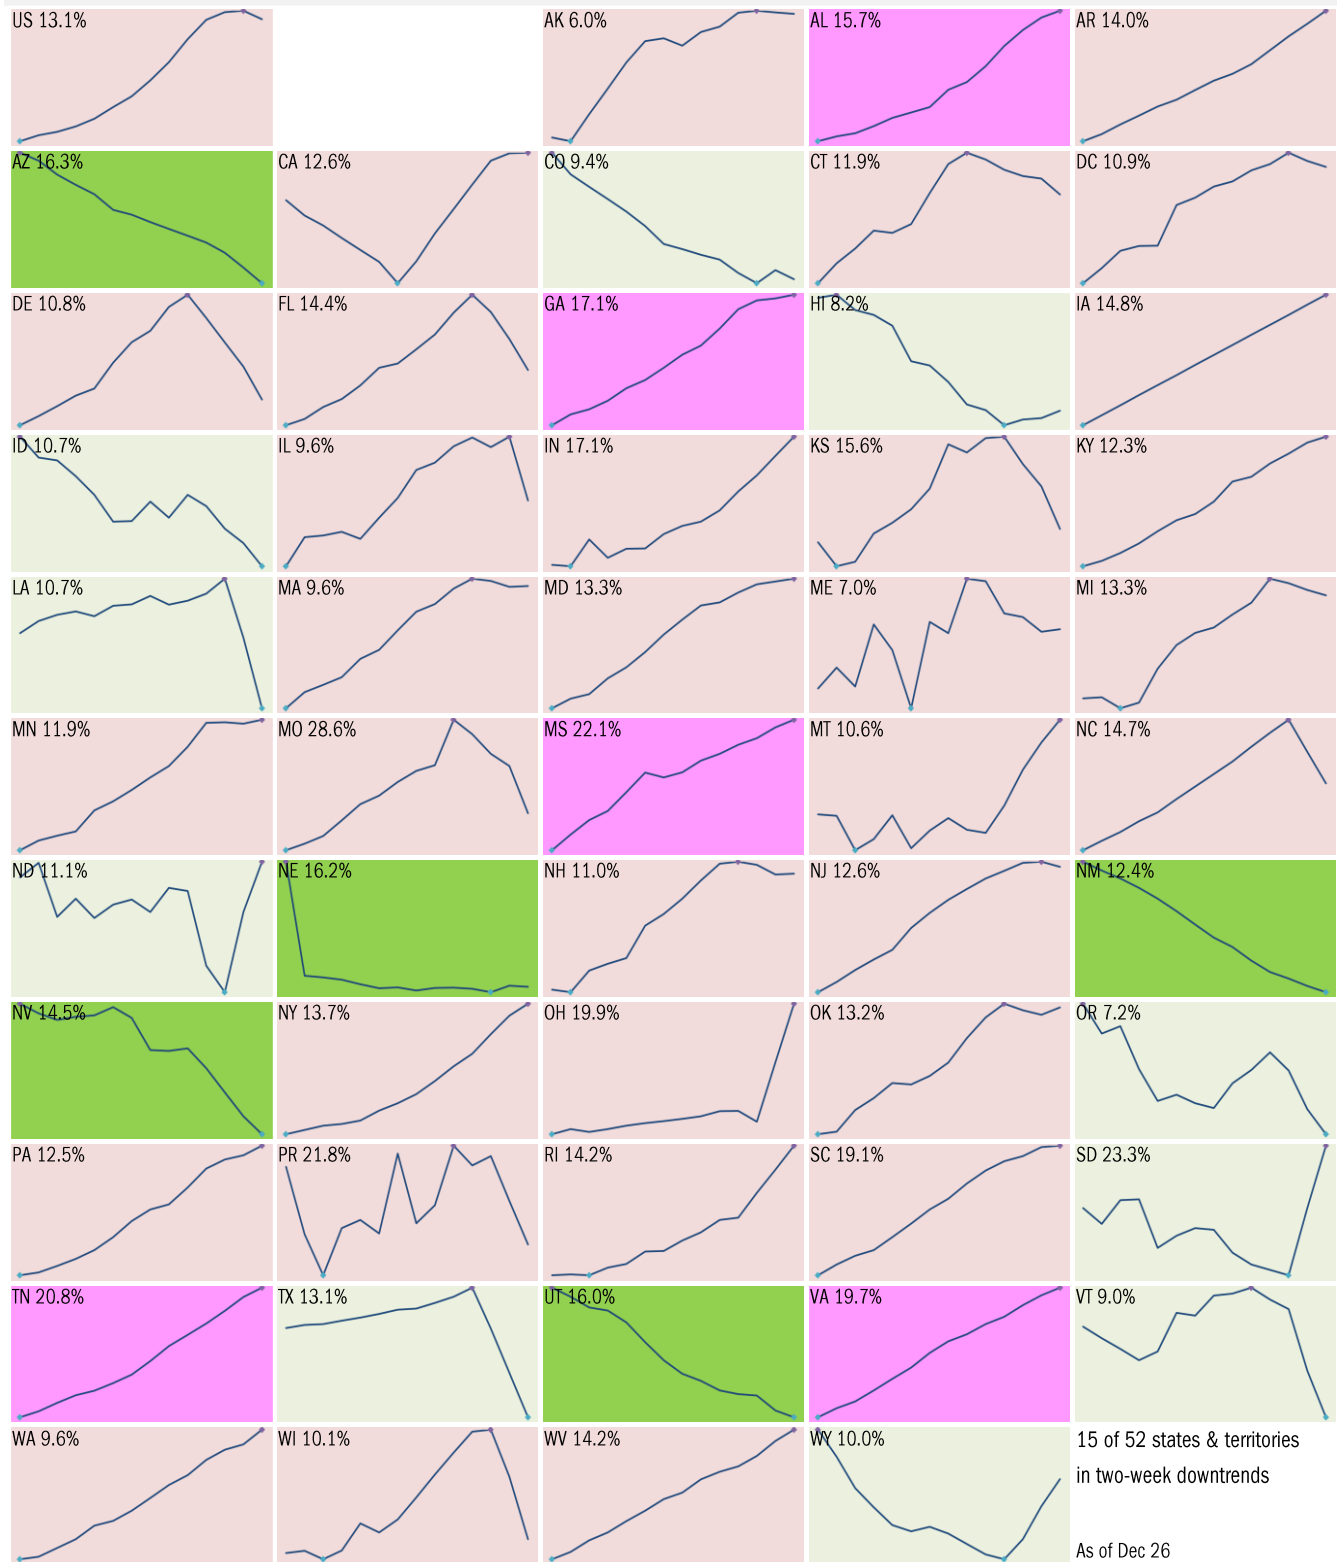 US 13.1%
AK 6.0%
AL 15.7%
AR 14.0%
AZ 16.3%
CA 12.6%
CO 9.4%
CT 11.9%
DC 10.9%
DE 10.8%
FL 14.4%
GA 17.1%
HI 8.2%
IA 14.8%
ID 10.7%
IL 9.6%
IN 17.1%
KS 15.6%
KY 12.3%
LA 10.7%
MA 9.6%
MD 13.3%
ME 7.0%
MI 13.3%
MN 11.9%
MO 28.6%
MS 22.1%
MT 10.6%
NC 14.7%
ND 11.1%
NE 16.2%
NH 11.0%
NJ 12.6%
NM 12.4%
NV 14.5%
NY 13.7%
OH 19.9%
OK 13.2%
OR 7.2%
PA 12.5%
PR 21.8%
RI 14.2%
SC 19.1%
SD 23.3%
TN 20.8%
TX 13.1%
UT 16.0%
VA 19.7%
VT 9.0%
WA 9.6%
WI 10.1%
WV 14.2%
WY 10.0%
15 of 52 states & territories
in two-week downtrends
As of Dec 26